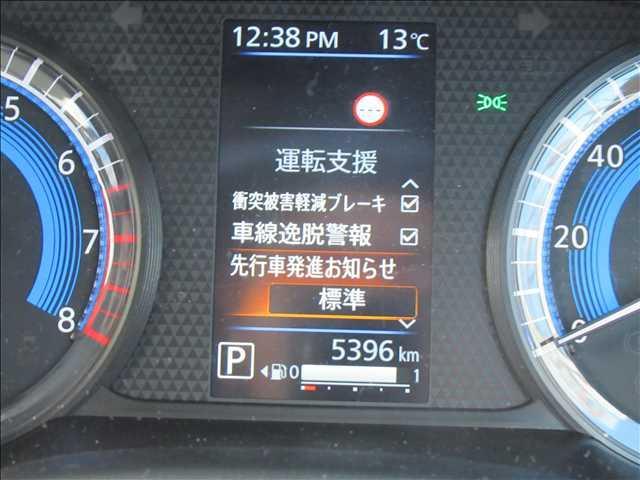 12:38 PM 13℃
運転支援
衝突被害軽減ブレーキ
車線逸脱警報
先行車発進お知らせ
標準
P 5396 km
0 1
5
6
7
8
40
20
0